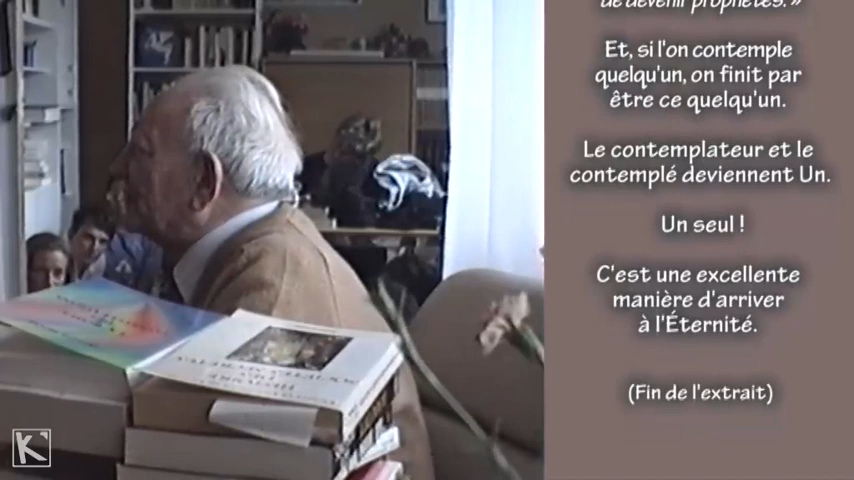 de devenir prophètes. »
Et, si l'on contemple
quelqu'un, on finit par
être ce quelqu'un.
Le contemplateur et le
contemplé deviennent Un.
Un seul !
C'est une excellente
manière d'arriver
à l'Éternité.
(Fin de l'extrait)
K